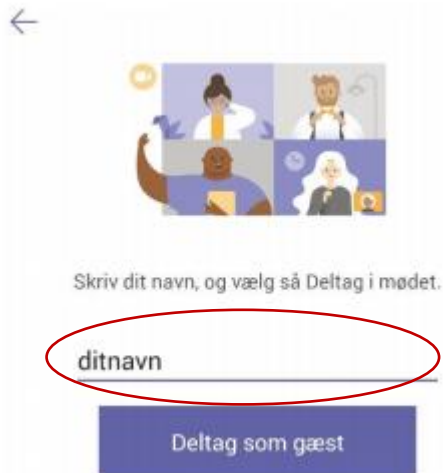 Skriv dit navn, og vælg så Deltag i mødet.
ditnavn
Deltag som gæst